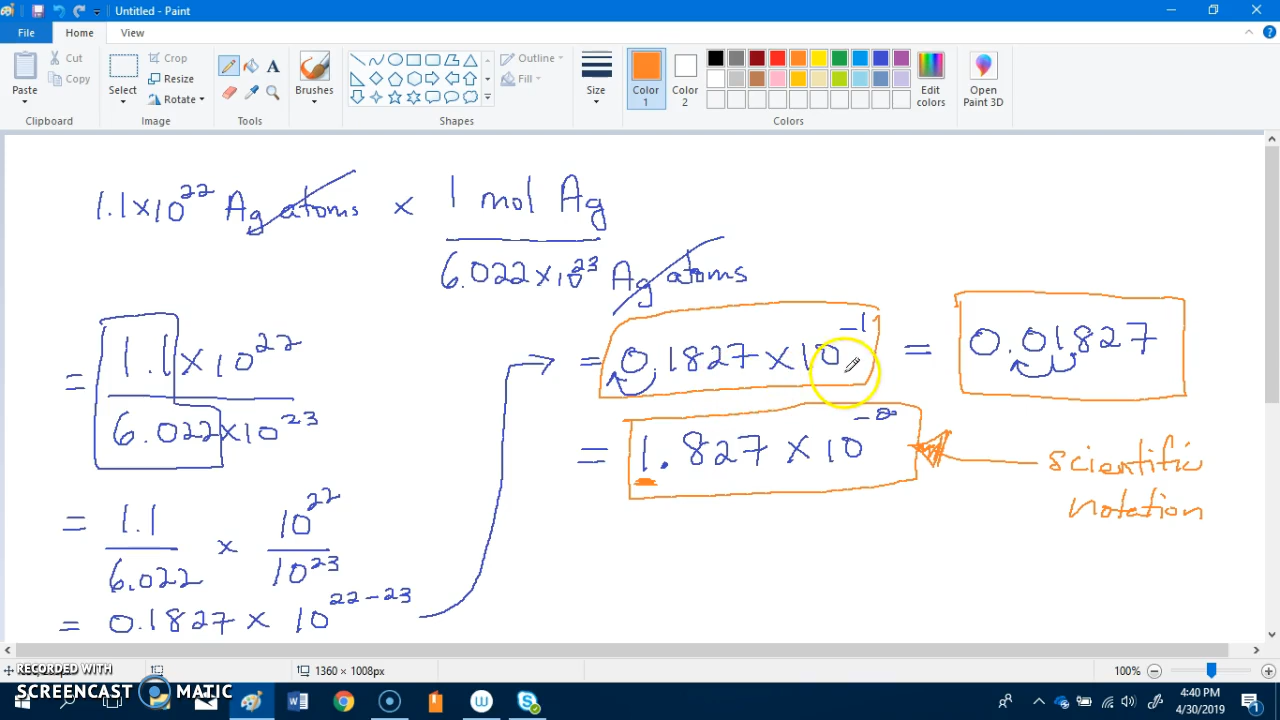 Untitled - Paint
File Home View
Paste Cut Copy Clipboard
Select Crop Resize Rotate Image
Tools
Brushes
Shapes Outline Fill
Size
Color 1 Color 2 Edit colors Colors
Open Paint 3D
1.1×10²² Ag atoms × 1 mol Ag
6.022×10²³ Ag atoms
= 1.1×10²²
6.022×10²³
= 1.1 × 10²²
6.022 10²³
= 0.1827 × 10²²⁻²³
= 0.1827 × 10⁻¹ = 0.01827
= 1.827 × 10
scientific
notation
1360 × 1008px 100%
RECORDED WITH
SCREENCAST MATIC
4:40 PM
4/30/2019